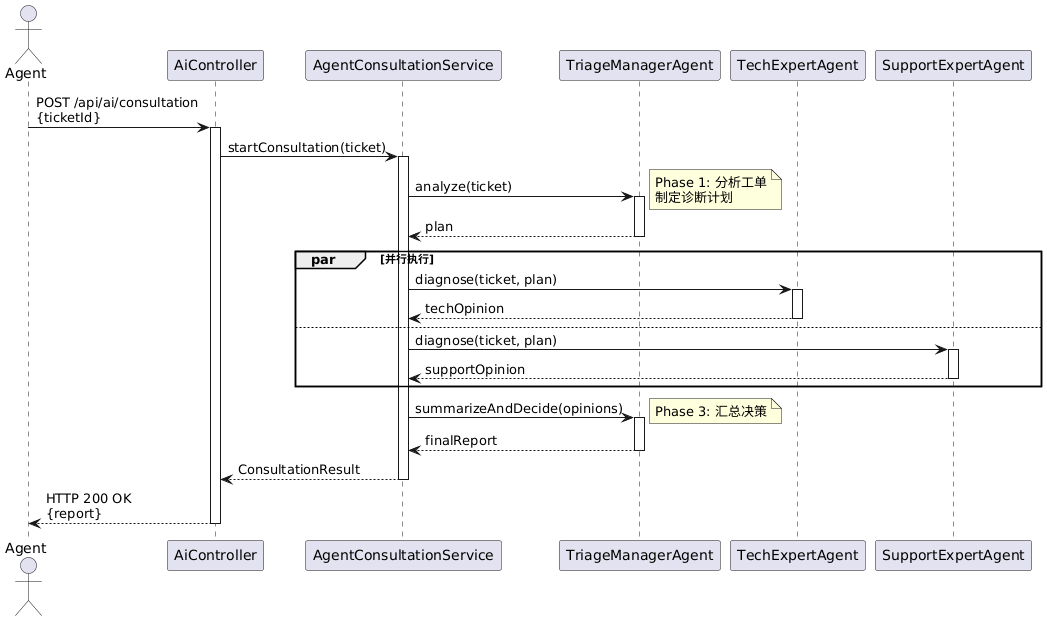 Agent
AiController
AgentConsultationService
TriageManagerAgent
TechExpertAgent
SupportExpertAgent
POST /api/ai/consultation
{ticketId}
startConsultation(ticket)
analyze(ticket)
Phase 1: 分析工单
制定诊断计划
plan
par
[并行执行]
diagnose(ticket, plan)
techOpinion
diagnose(ticket, plan)
supportOpinion
summarizeAndDecide(opinions)
Phase 3: 汇总决策
finalReport
ConsultationResult
HTTP 200 OK
{report}
Agent
AiController
AgentConsultationService
TriageManagerAgent
TechExpertAgent
SupportExpertAgent